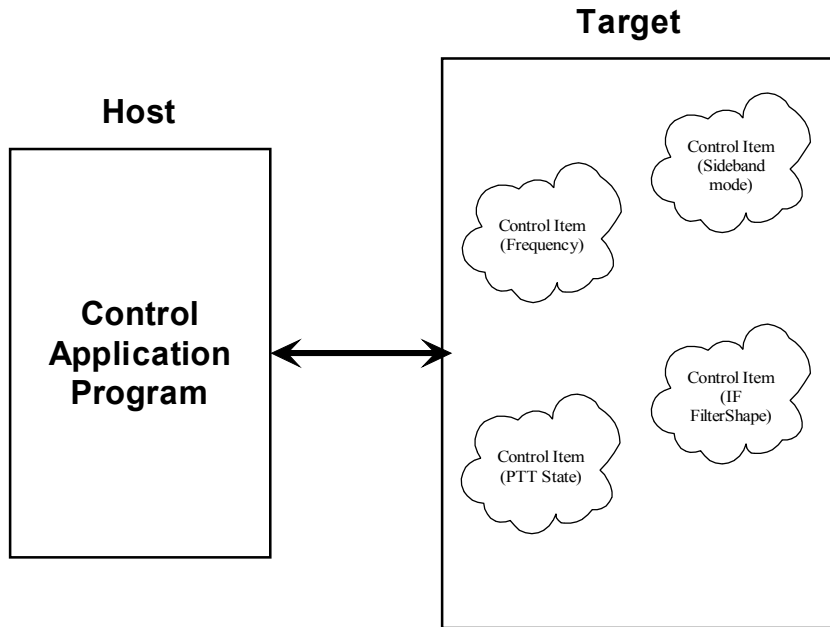 Target
Host
Control Item
(Sideband
mode)
Control Item
(Frequency)
Control
Application
Program
Control Item
(IF
FilterShape)
Control Item
(PTT State)